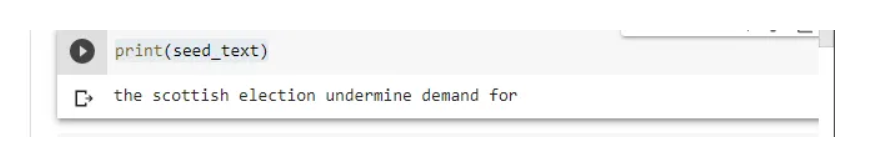 print(seed_text)
the scottish election undermine demand for